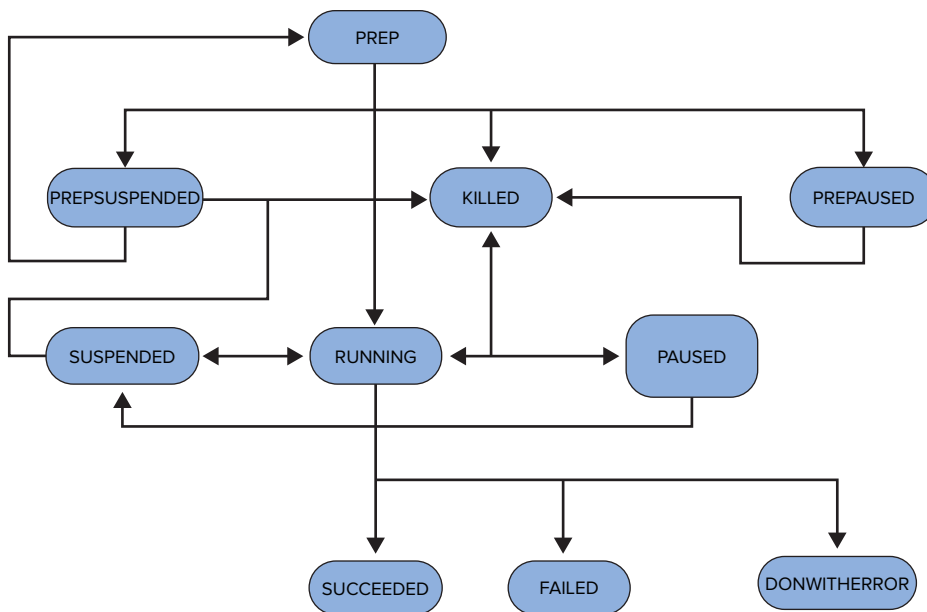 PREP
PREPSUSPENDED
KILLED
PREPAUSED
SUSPENDED
RUNNING
PAUSED
SUCCEEDED
FAILED
DONWITHERROR